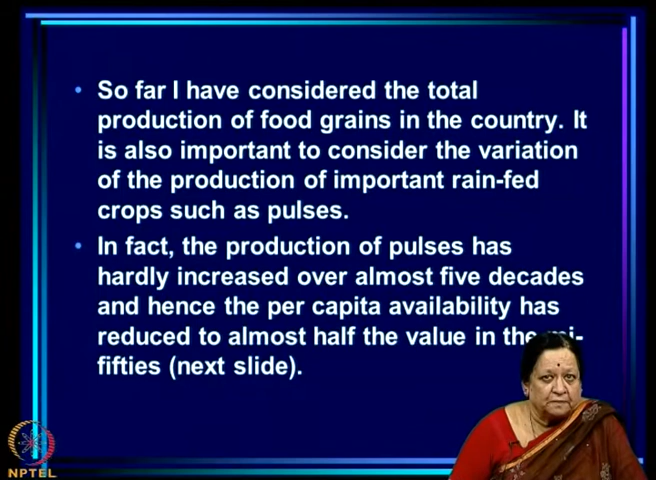 • So far I have considered the total
production of food grains in the country. It
is also important to consider the variation
of the production of important rain-fed
crops such as pulses.
• In fact, the production of pulses has
hardly increased over almost five decades
and hence the per capita availability has
reduced to almost half the value in the mi-
fifties (next slide).
NPTEL